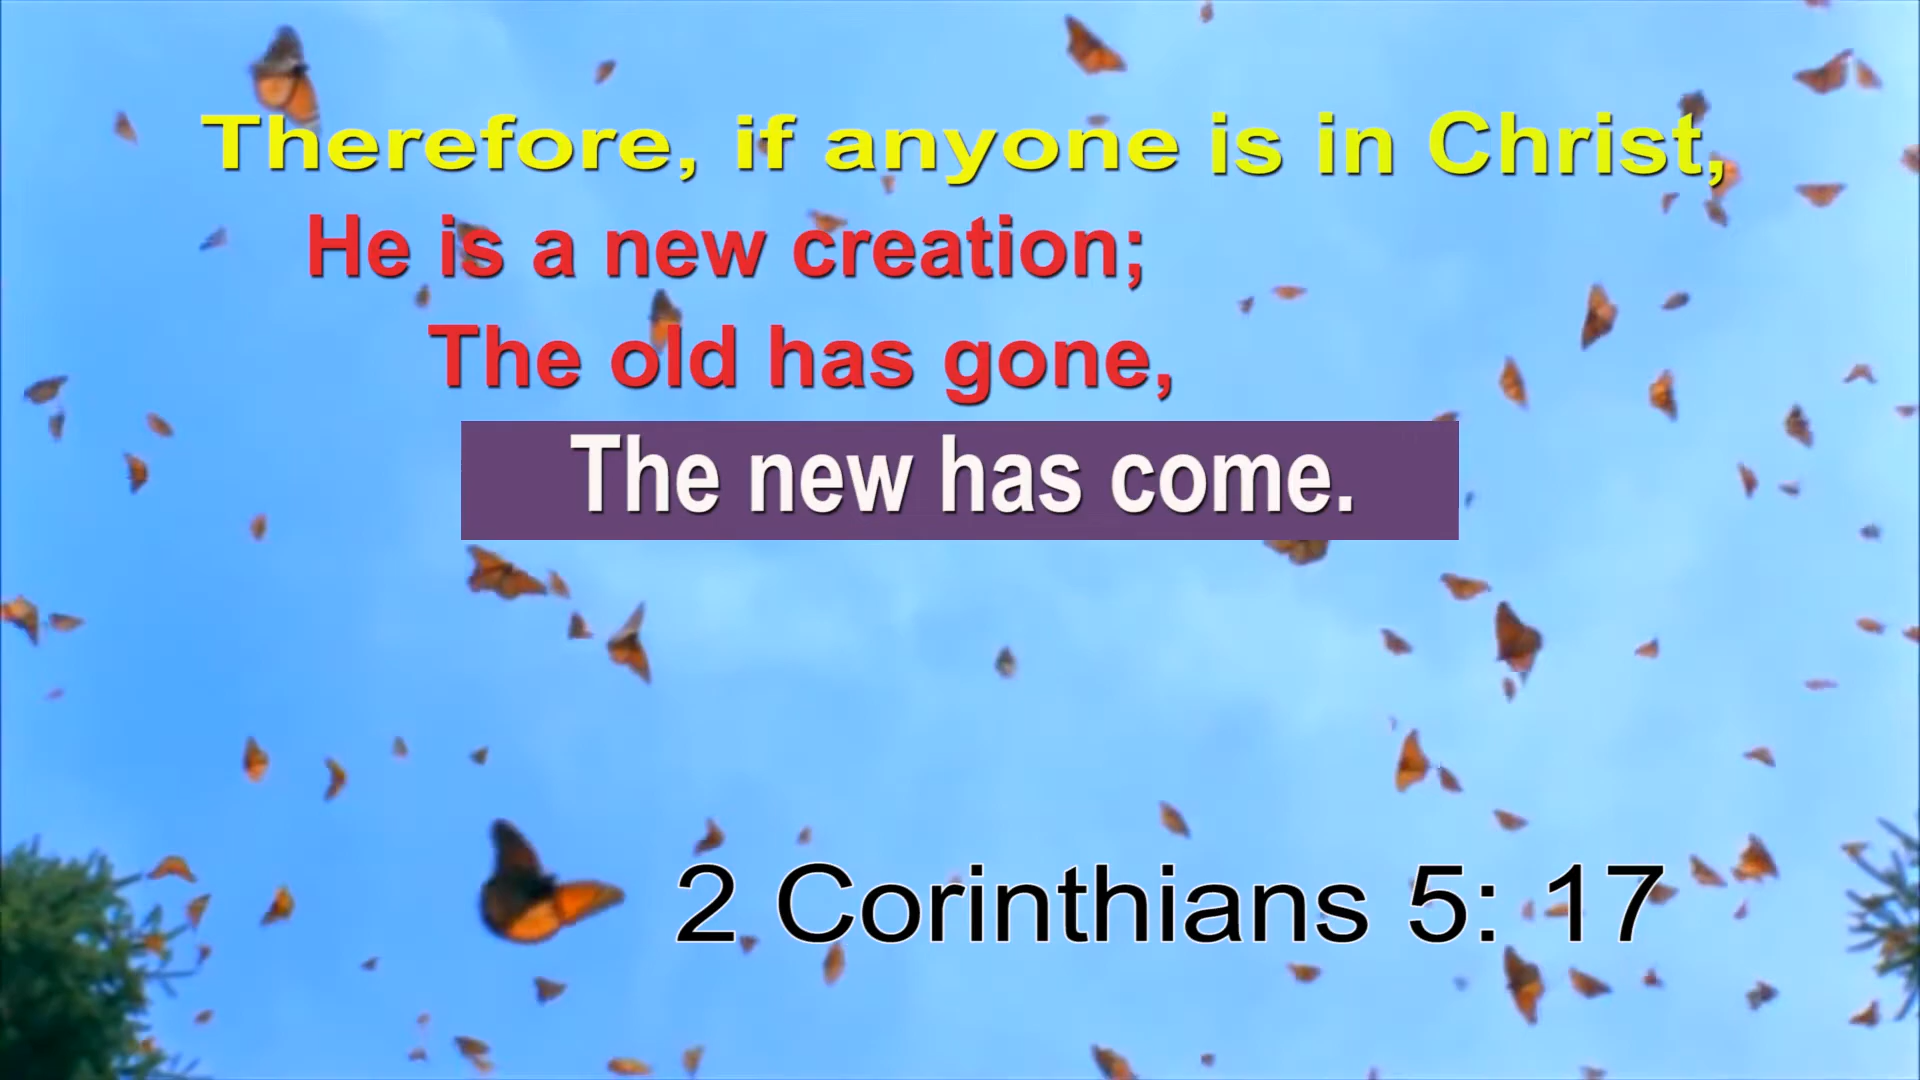 Therefore, if anyone is in Christ,
He is a new creation;
The old has gone,
The new has come.
2 Corinthians 5: 17